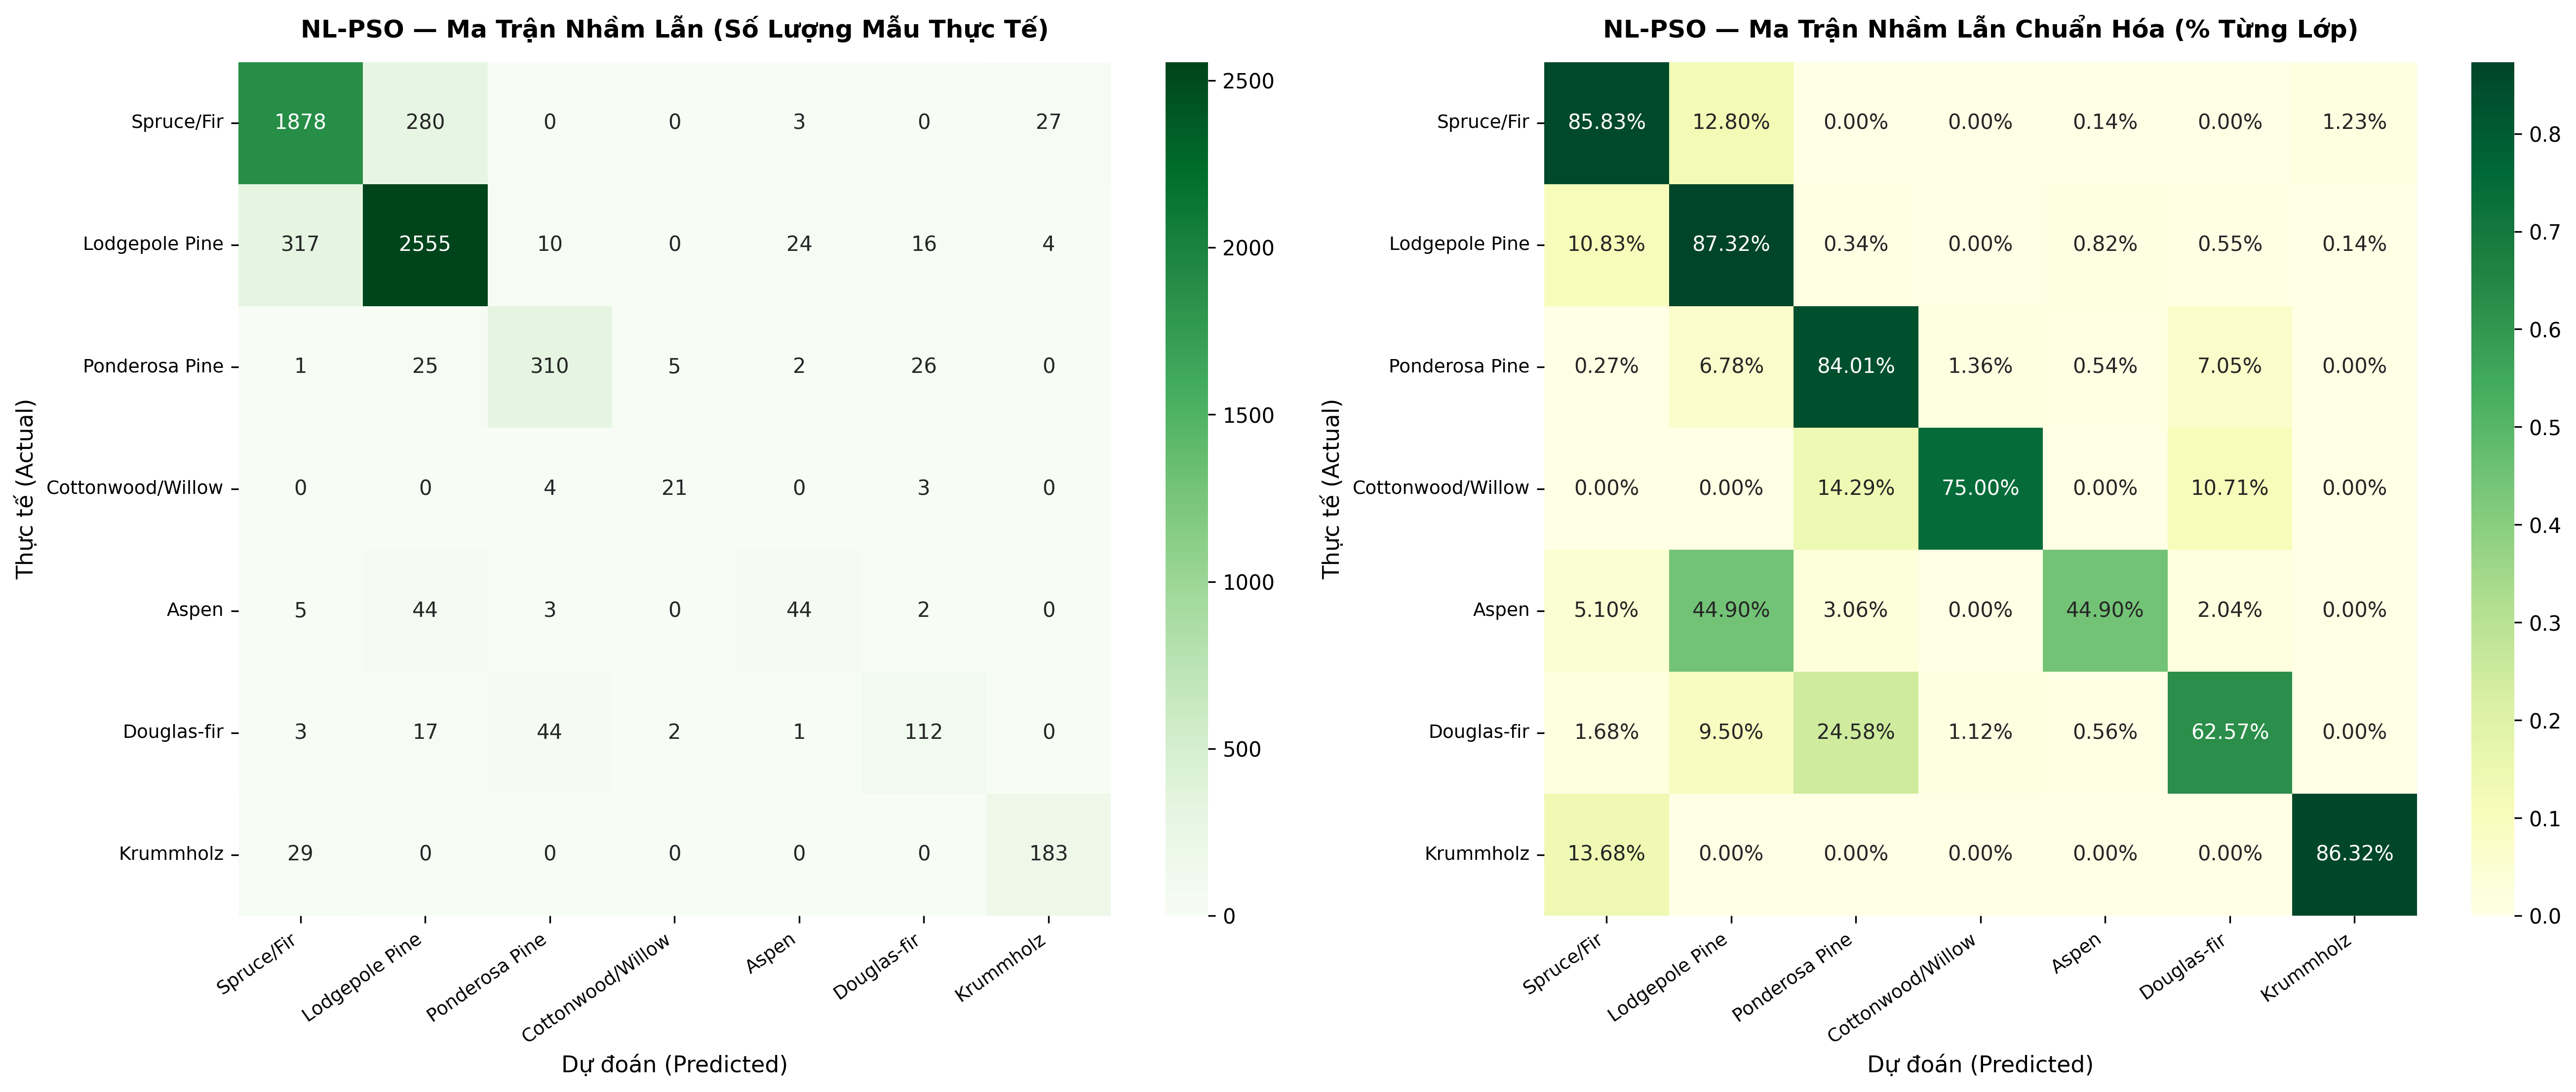 NL-PSO — Ma Trận Nhầm Lẫn (Số Lượng Mẫu Thực Tế)
Thực tế (Actual)
Spruce/Fir 1878 280 0 0 3 0 27
Lodgepole Pine 317 2555 10 0 24 16 4
Ponderosa Pine 1 25 310 5 2 26 0
Cottonwood/Willow 0 0 4 21 0 3 0
Aspen 5 44 3 0 44 2 0
Douglas-fir 3 17 44 2 1 112 0
Krummholz 29 0 0 0 0 0 183
Spruce/Fir Lodgepole Pine Ponderosa Pine Cottonwood/Willow Aspen Douglas-fir Krummholz
Dự đoán (Predicted)
2500
2000
1500
1000
500
0
NL-PSO — Ma Trận Nhầm Lẫn Chuẩn Hóa (% Từng Lớp)
Thực tế (Actual)
Spruce/Fir 85.83% 12.80% 0.00% 0.00% 0.14% 0.00% 1.23%
Lodgepole Pine 10.83% 87.32% 0.34% 0.00% 0.82% 0.55% 0.14%
Ponderosa Pine 0.27% 6.78% 84.01% 1.36% 0.54% 7.05% 0.00%
Cottonwood/Willow 0.00% 0.00% 14.29% 75.00% 0.00% 10.71% 0.00%
Aspen 5.10% 44.90% 3.06% 0.00% 44.90% 2.04% 0.00%
Douglas-fir 1.68% 9.50% 24.58% 1.12% 0.56% 62.57% 0.00%
Krummholz 13.68% 0.00% 0.00% 0.00% 0.00% 0.00% 86.32%
Spruce/Fir Lodgepole Pine Ponderosa Pine Cottonwood/Willow Aspen Douglas-fir Krummholz
Dự đoán (Predicted)
0.8
0.7
0.6
0.5
0.4
0.3
0.2
0.1
0.0